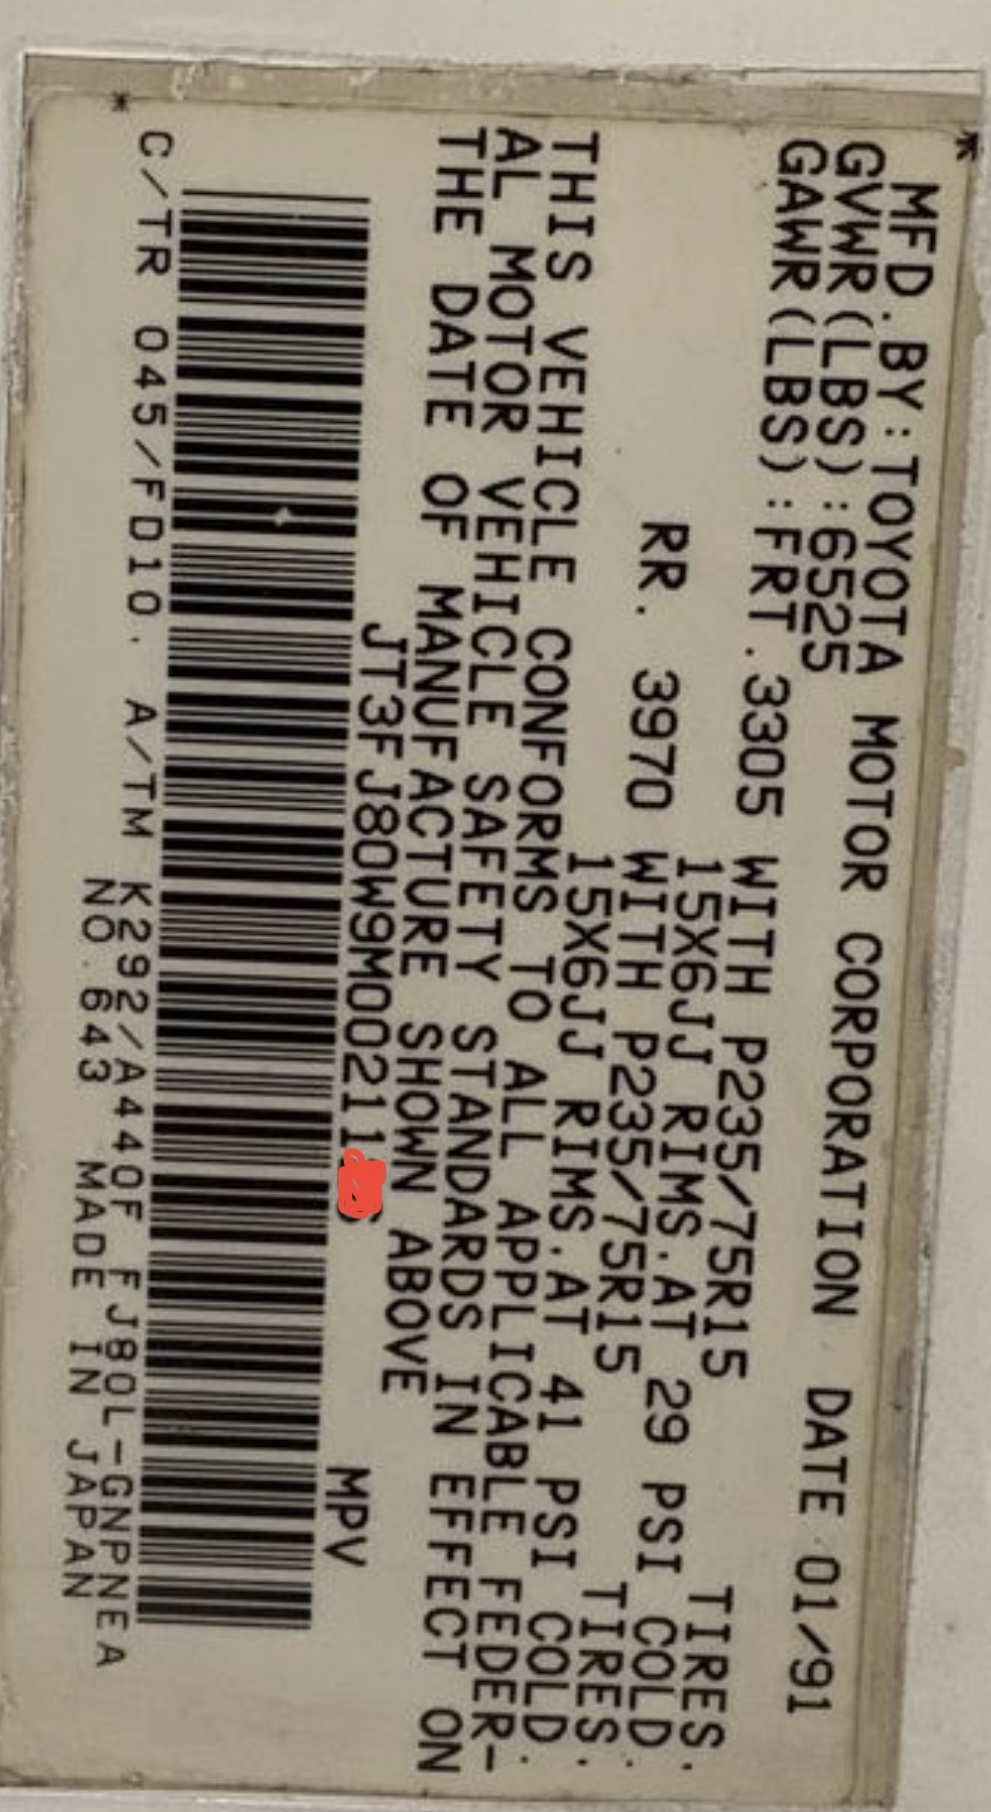 MFD.BY:TOYOTA MOTOR CORPORATION DATE 01/91
GVWR(LBS):6525
GAWR(LBS):FRT.3305 WITH P235/75R15 TIRES.
15X6JJ RIMS.AT 29 PSI COLD.
RR. 3970 WITH P235/75R15 TIRES.
15X6JJ RIMS.AT 41 PSI COLD.
THIS VEHICLE CONFORMS TO ALL APPLICABLE FEDER-
AL MOTOR VEHICLE SAFETY STANDARDS IN EFFECT ON
THE DATE OF MANUFACTURE SHOWN ABOVE
JT3FJ80W9M00211 MPV
C/TR 045/FD10. A/TM K292/A440F FJ80L-GNPNEA
NO.643 MADE IN JAPAN